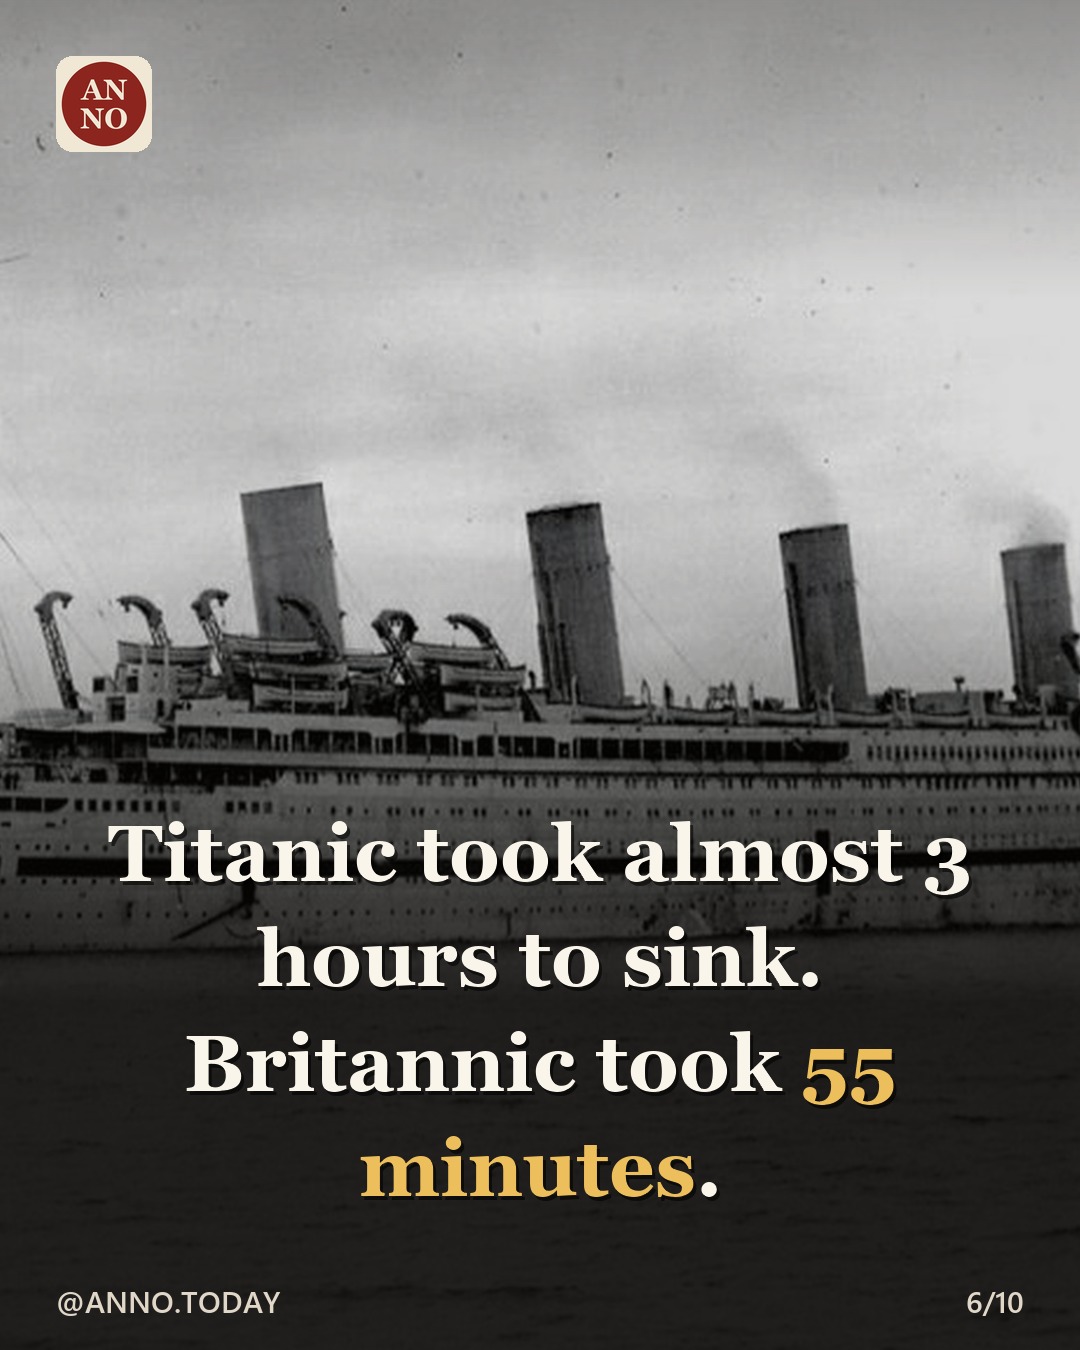 AN
NO
Titanic took almost 3
hours to sink.
Britannic took 55
minutes.
@ANNO.TODAY
6/10